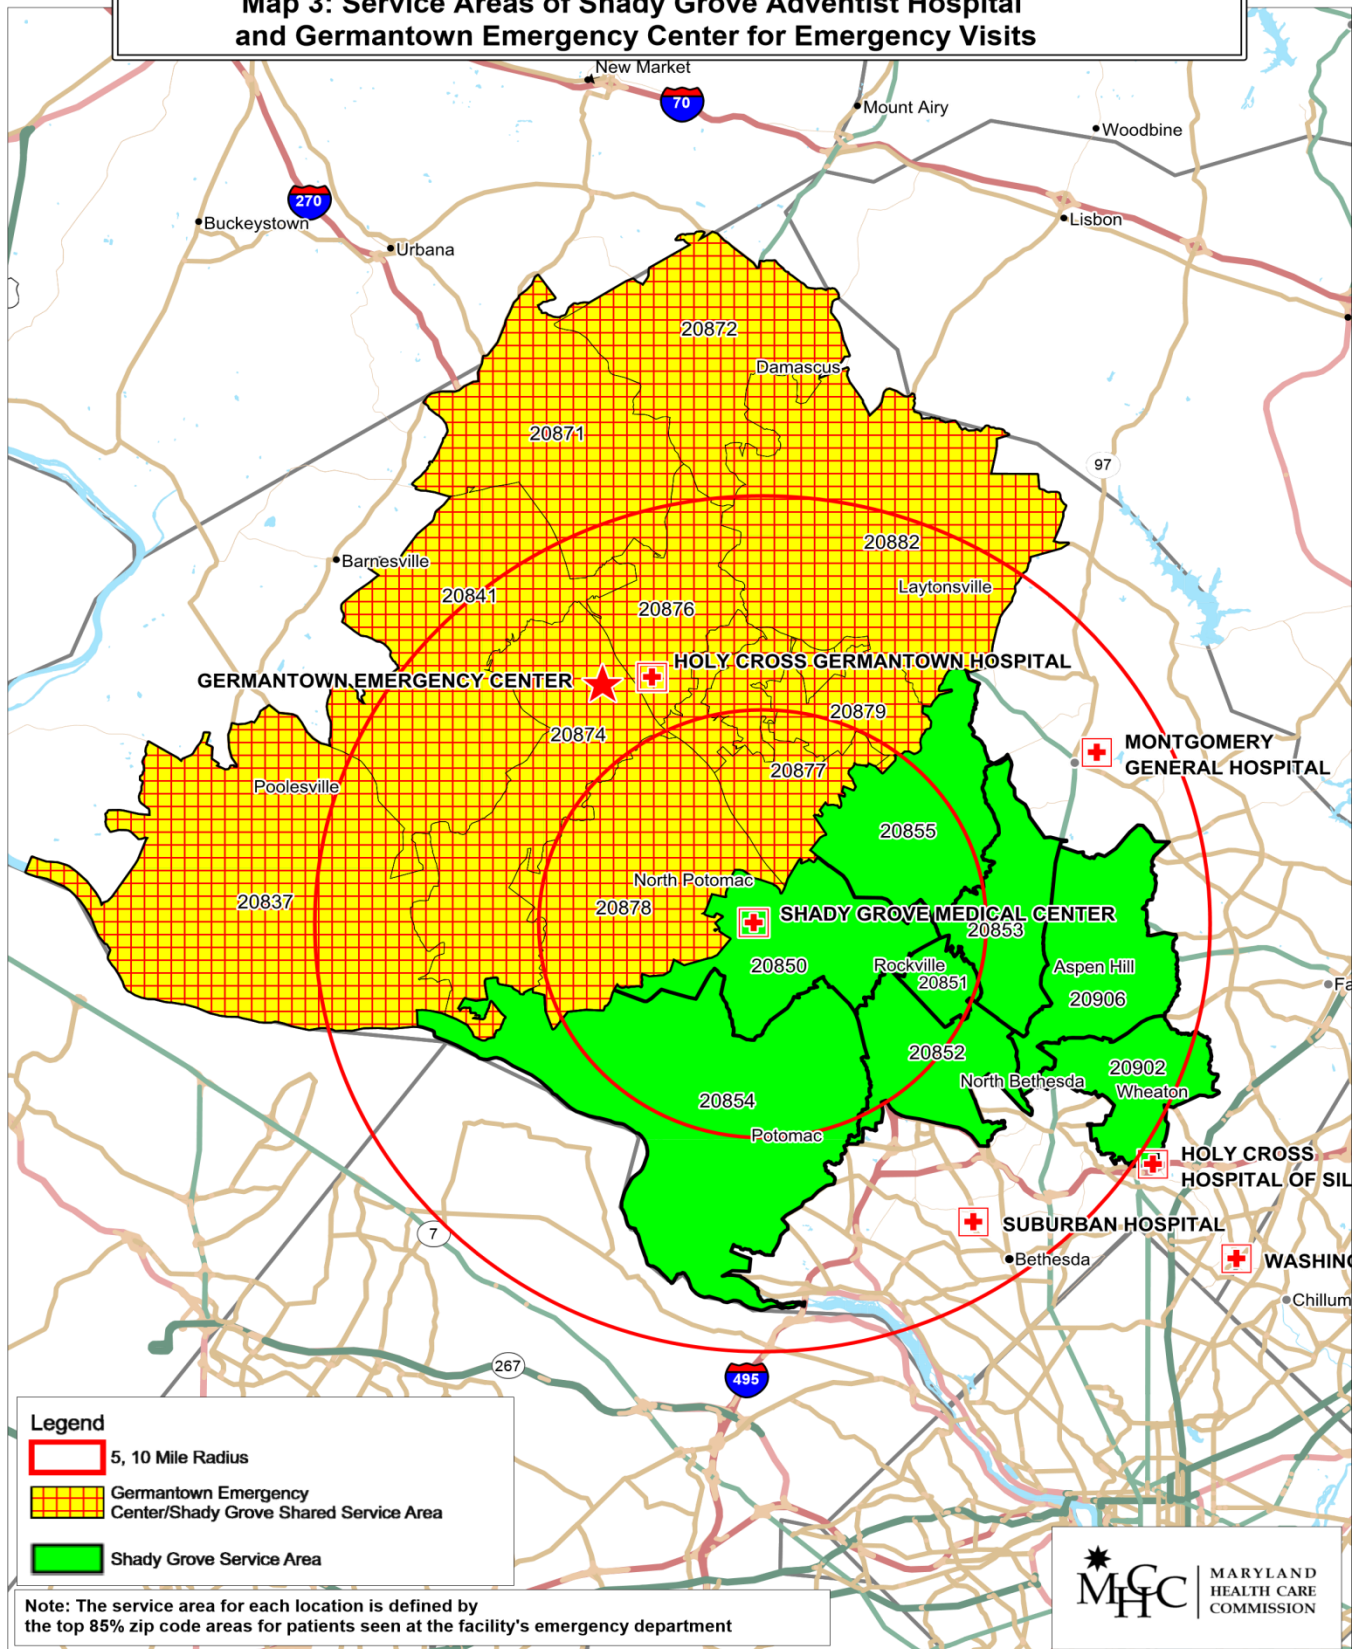 Map 3: Service Areas of Shady Grove Adventist Hospital
and Germantown Emergency Center for Emergency Visits
New Market
70
Mount Airy
Woodbine
270
Buckeystown
Lisbon
Urbana
20872
Damascus
20871
97
20882
Barnesville
Laytonsville
20841
20876
HOLY CROSS GERMANTOWN HOSPITAL
GERMANTOWN EMERGENCY CENTER
20879
20874
MONTGOMERY
GENERAL HOSPITAL
20877
Poolesville
20855
North Potomac
20837
20878
SHADY GROVE MEDICAL CENTER
20853
20850
Rockville
Aspen Hill
20851
20906
Fa
20852
20902
North Bethesda
Wheaton
20854
Potomac
HOLY CROSS
HOSPITAL OF SIL
SUBURBAN HOSPITAL
7
Bethesda
WASHING
Chillum
267
495
Legend
5, 10 Mile Radius
Germantown Emergency
Center/Shady Grove Shared Service Area
Shady Grove Service Area
Note: The service area for each location is defined by
the top 85% zip code areas for patients seen at the facility's emergency department
MHCC
MARYLAND
HEALTH CARE
COMMISSION